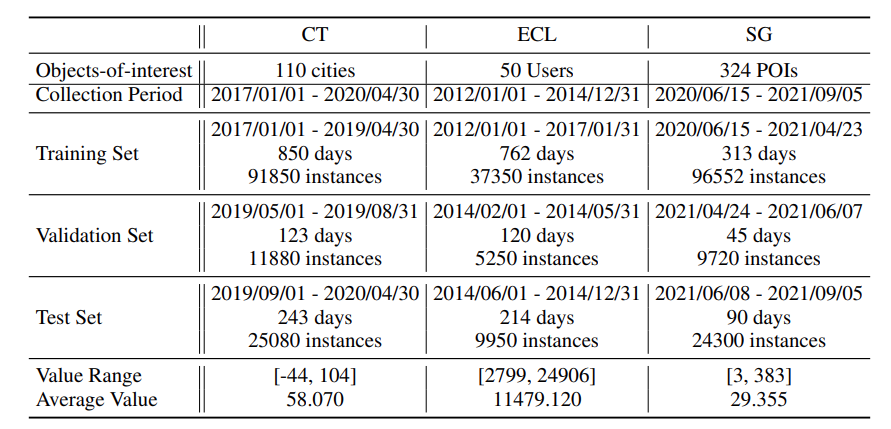 CT ECL SG
Objects-of-interest 110 cities 50 Users 324 POIs
Collection Period 2017/01/01 - 2020/04/30 2012/01/01 - 2014/12/31 2020/06/15 - 2021/09/05
2017/01/01 - 2019/04/30 2012/01/01 - 2017/01/31 2020/06/15 - 2021/04/23
Training Set 850 days 762 days 313 days
91850 instances 37350 instances 96552 instances
2019/05/01 - 2019/08/31 2014/02/01 - 2014/05/31 2021/04/24 - 2021/06/07
Validation Set 123 days 120 days 45 days
11880 instances 5250 instances 9720 instances
2019/09/01 - 2020/04/30 2014/06/01 - 2014/12/31 2021/06/08 - 2021/09/05
Test Set 243 days 214 days 90 days
25080 instances 9950 instances 24300 instances
Value Range [-44, 104] [2799, 24906] [3, 383]
Average Value 58.070 11479.120 29.355